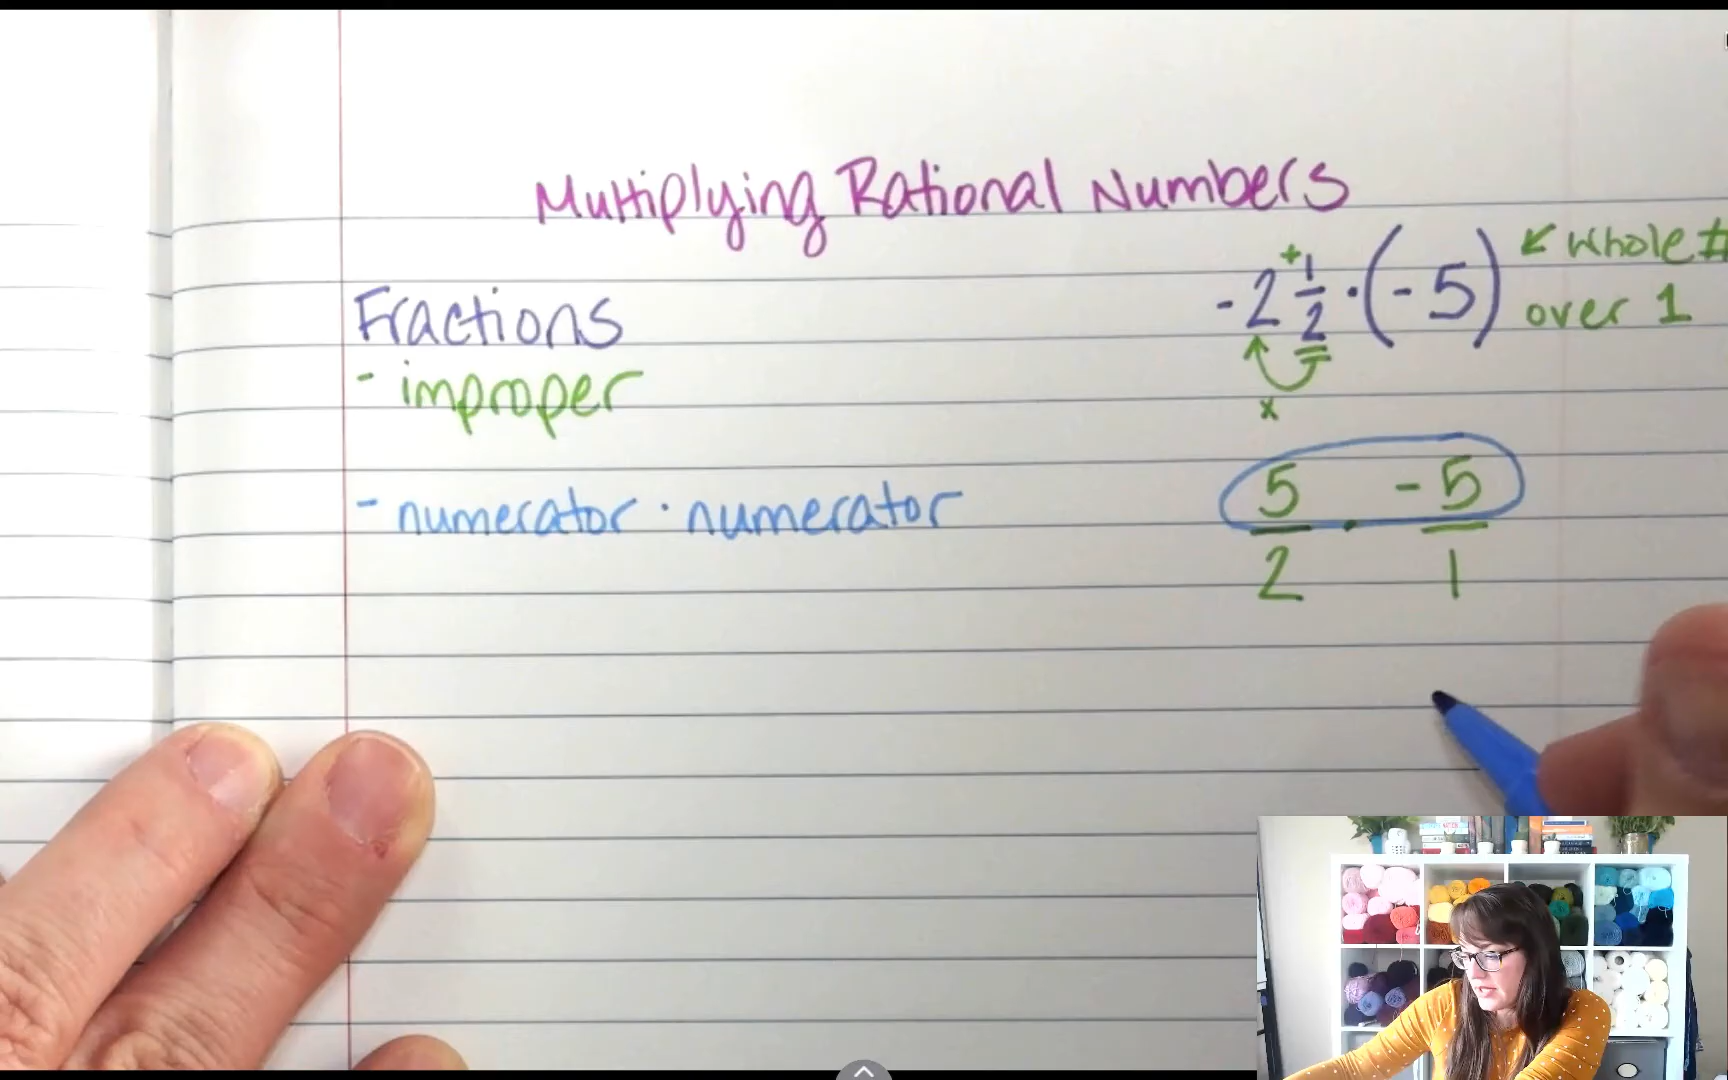 Multiplying Rational Numbers
Fractions
- improper
- numerator · numerator
-2 1/2 · (-5)
+
x
↙ whole #
over 1
5/2 · -5/1